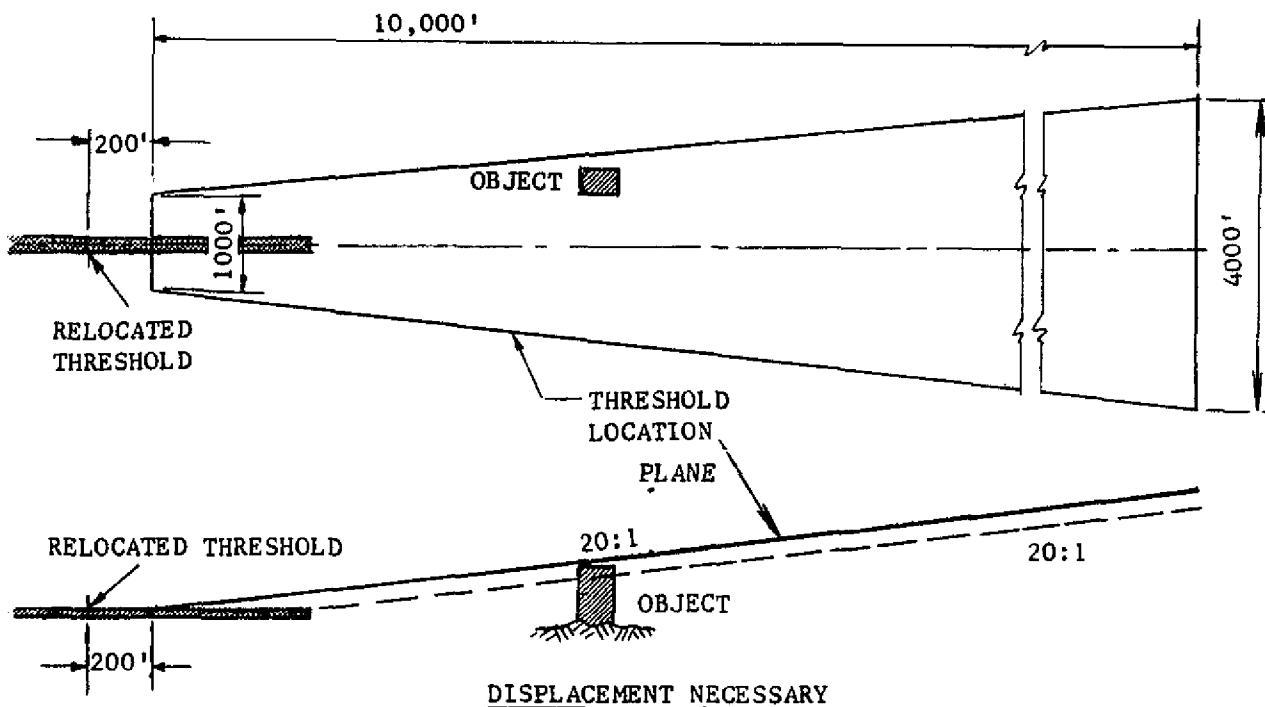 10,000'
200'
OBJECT
1000'
4000'
RELOCATED
THRESHOLD
THRESHOLD
LOCATION
PLANE
RELOCATED THRESHOLD
20:1
20:1
OBJECT
200'
DISPLACEMENT NECESSARY